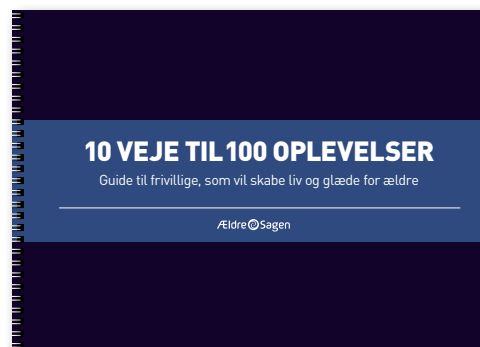 10 VEJE TIL 100 OPLEVELSER
Guide til frivillige, som vil skabe liv og glæde for ældre
ÆldreSagen